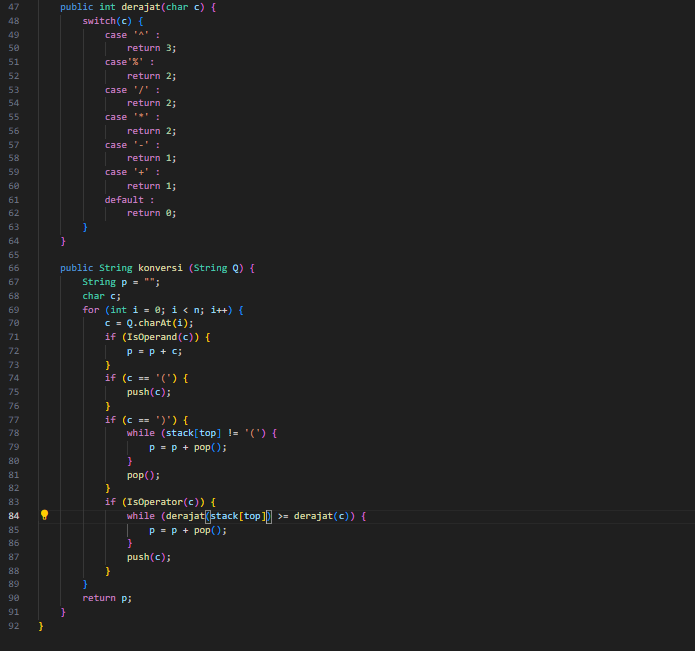 47 public int derajat(char c) {
48 switch(c) {
49 case '^' :
50 return 3;
51 case'%' :
52 return 2;
53 case '/' :
54 return 2;
55 case '*' :
56 return 2;
57 case '-' :
58 return 1;
59 case '+' :
60 return 1;
61 default :
62 return 0;
63 }
64 }
65
66 public String konversi (String Q) {
67 String p = "";
68 char c;
69 for (int i = 0; i < n; i++) {
70 c = Q.charAt(i);
71 if (IsOperand(c)) {
72 p = p + c;
73 }
74 if (c == '(') {
75 push(c);
76 }
77 if (c == ')') {
78 while (stack[top] != '(') {
79 p = p + pop();
80 }
81 pop();
82 }
83 if (IsOperator(c)) {
84 while (derajat(stack[top]) >= derajat(c)) {
85 p = p + pop();
86 }
87 push(c);
88 }
89 }
90 return p;
91 }
92 }